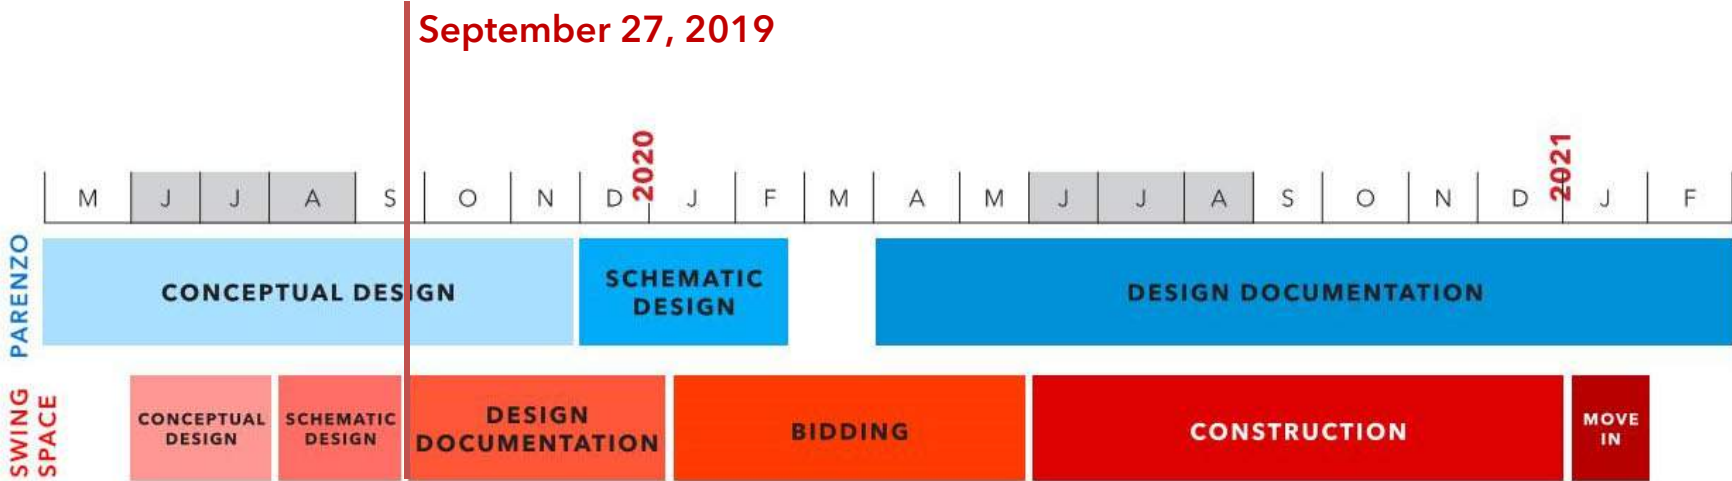 September 27, 2019
2020
2021
M J J A S O N D J F M A M J J A S O N D J F
PARENZO
CONCEPTUAL DESIGN
SCHEMATIC
DESIGN
DESIGN DOCUMENTATION
SWING
SPACE
CONCEPTUAL
DESIGN
SCHEMATIC
DESIGN
DESIGN
DOCUMENTATION
BIDDING
CONSTRUCTION
MOVE
IN